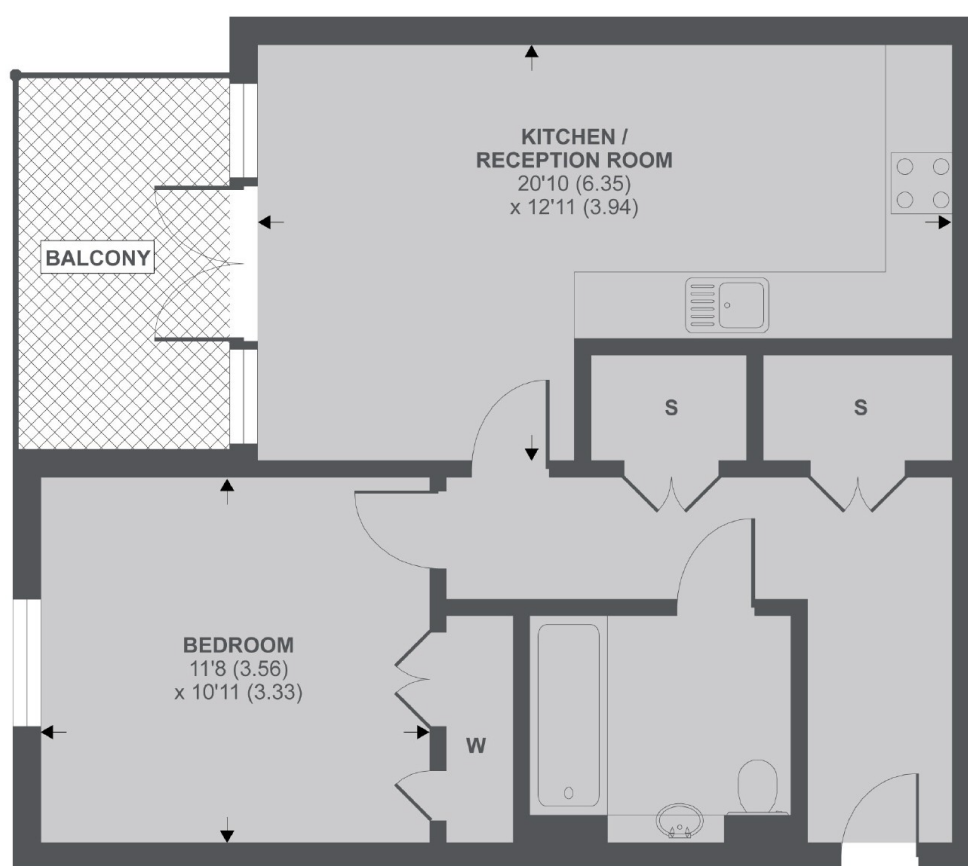 KITCHEN /
RECEPTION ROOM
20'10 (6.35)
x 12'11 (3.94)
BALCONY
S
S
BEDROOM
11'8 (3.56)
x 10'11 (3.33)
W